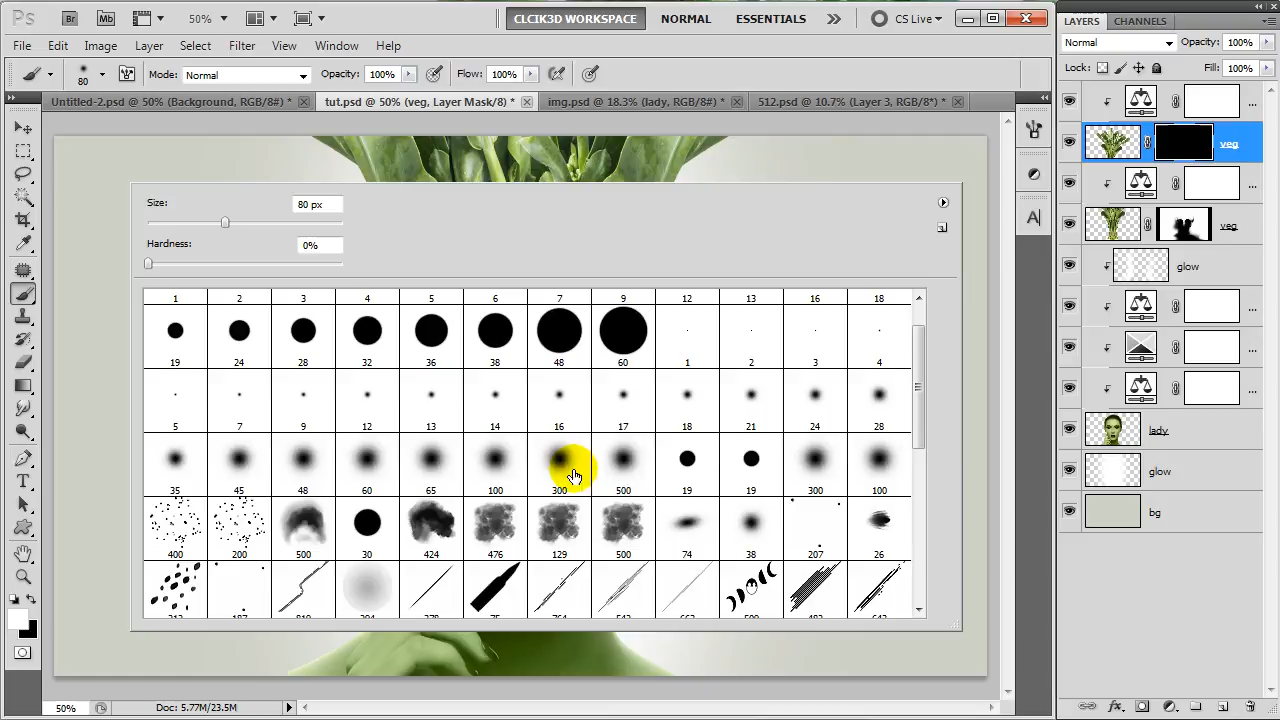 Ps Br Mb 50% CLCIK3D WORKSPACE NORMAL ESSENTIALS CS Live
File Edit Image Layer Select Filter View Window Help
80 Mode: Normal Opacity: 100% Flow: 100%
Untitled-2.psd @ 50% (Background, RGB/8#) * tut.psd @ 50% (veg, Layer Mask/8) * img.psd @ 18.3% (lady, RGB/8#) * 512.psd @ 10.7% (Layer 3, RGB/8*) *
Size: 80 px
Hardness: 0%
1 2 3 4 5 6 7 9 12 13 16 18
19 24 28 32 36 38 48 60 1 2 3 4
5 7 9 12 13 14 16 17 18 21 24 28
35 45 48 60 65 100 300 500 19 19 300 100
400 200 500 30 424 476 129 500 74 38 207 26
50% Doc: 5.77M/23.5M
LAYERS CHANNELS
Normal Opacity: 100%
Lock: Fill: 100%
...
veg
...
veg
glow
...
...
...
lady
glow
bg